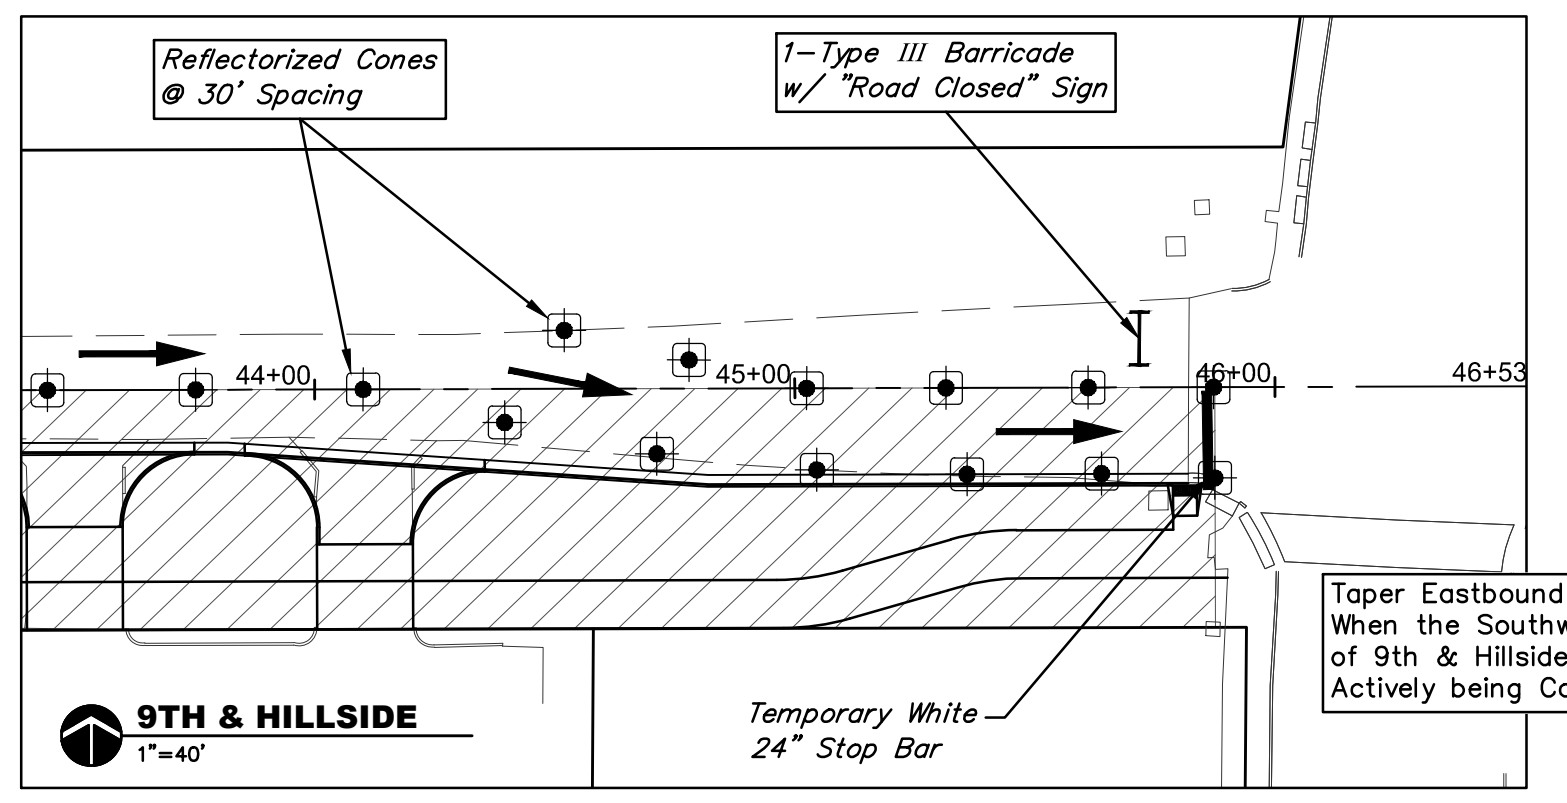 Reflectorized Cones
@ 30' Spacing
1-Type III Barricade
w/ "Road Closed" Sign
44+00
45+00
46+00
46+53
Taper Eastbound
When the Southw
of 9th & Hillside
Actively being Co
Temporary White
24" Stop Bar
9TH & HILLSIDE
1"=40'